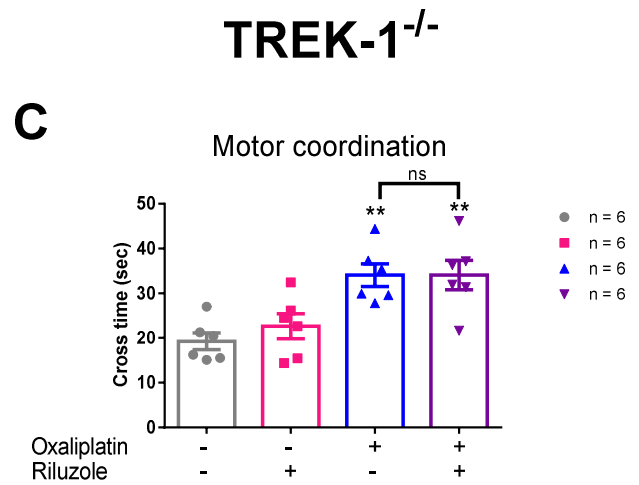 TREK-1-/-
C
Motor coordination
ns
** **
50
40
30
20
10
0
Cross time (sec)
n = 6
n = 6
n = 6
n = 6
Oxaliplatin - - + +
Riluzole - + - +